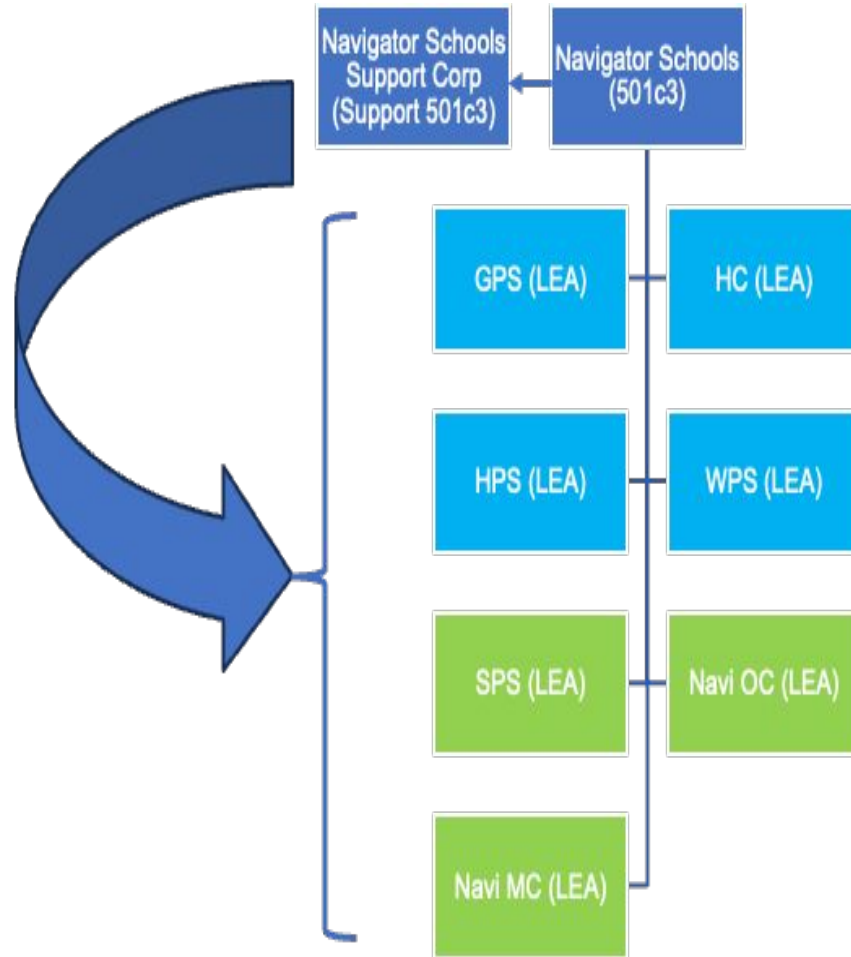 Navigator Schools
Support Corp
(Support 501c3)
Navigator Schools
(501c3)
GPS (LEA)
HC (LEA)
HPS (LEA)
WPS (LEA)
SPS (LEA)
Navi OC (LEA)
Navi MC (LEA)